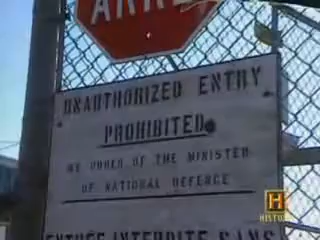 ARRÊ
UNAUTHORIZED ENTRY
PROHIBITED
BY ORDER OF THE MINISTER
OF NATIONAL DEFENCE
ENTRÉE INTERDITE SANS
H
HISTORY